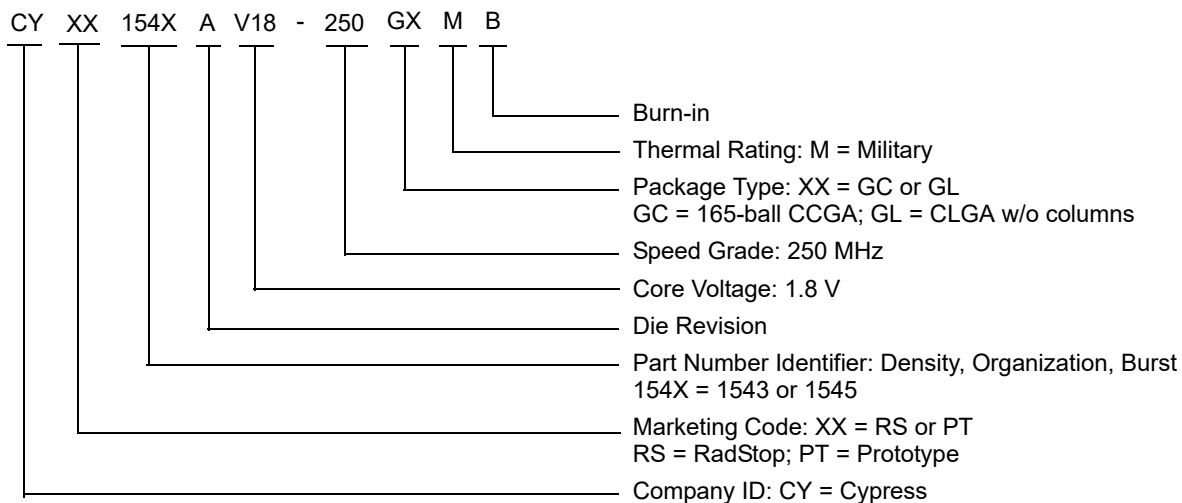 CY XX 154X A V18 - 250 GX M B
Burn-in
Thermal Rating: M = Military
Package Type: XX = GC or GL
GC = 165-ball CCGA; GL = CLGA w/o columns
Speed Grade: 250 MHz
Core Voltage: 1.8 V
Die Revision
Part Number Identifier: Density, Organization, Burst
154X = 1543 or 1545
Marketing Code: XX = RS or PT
RS = RadStop; PT = Prototype
Company ID: CY = Cypress